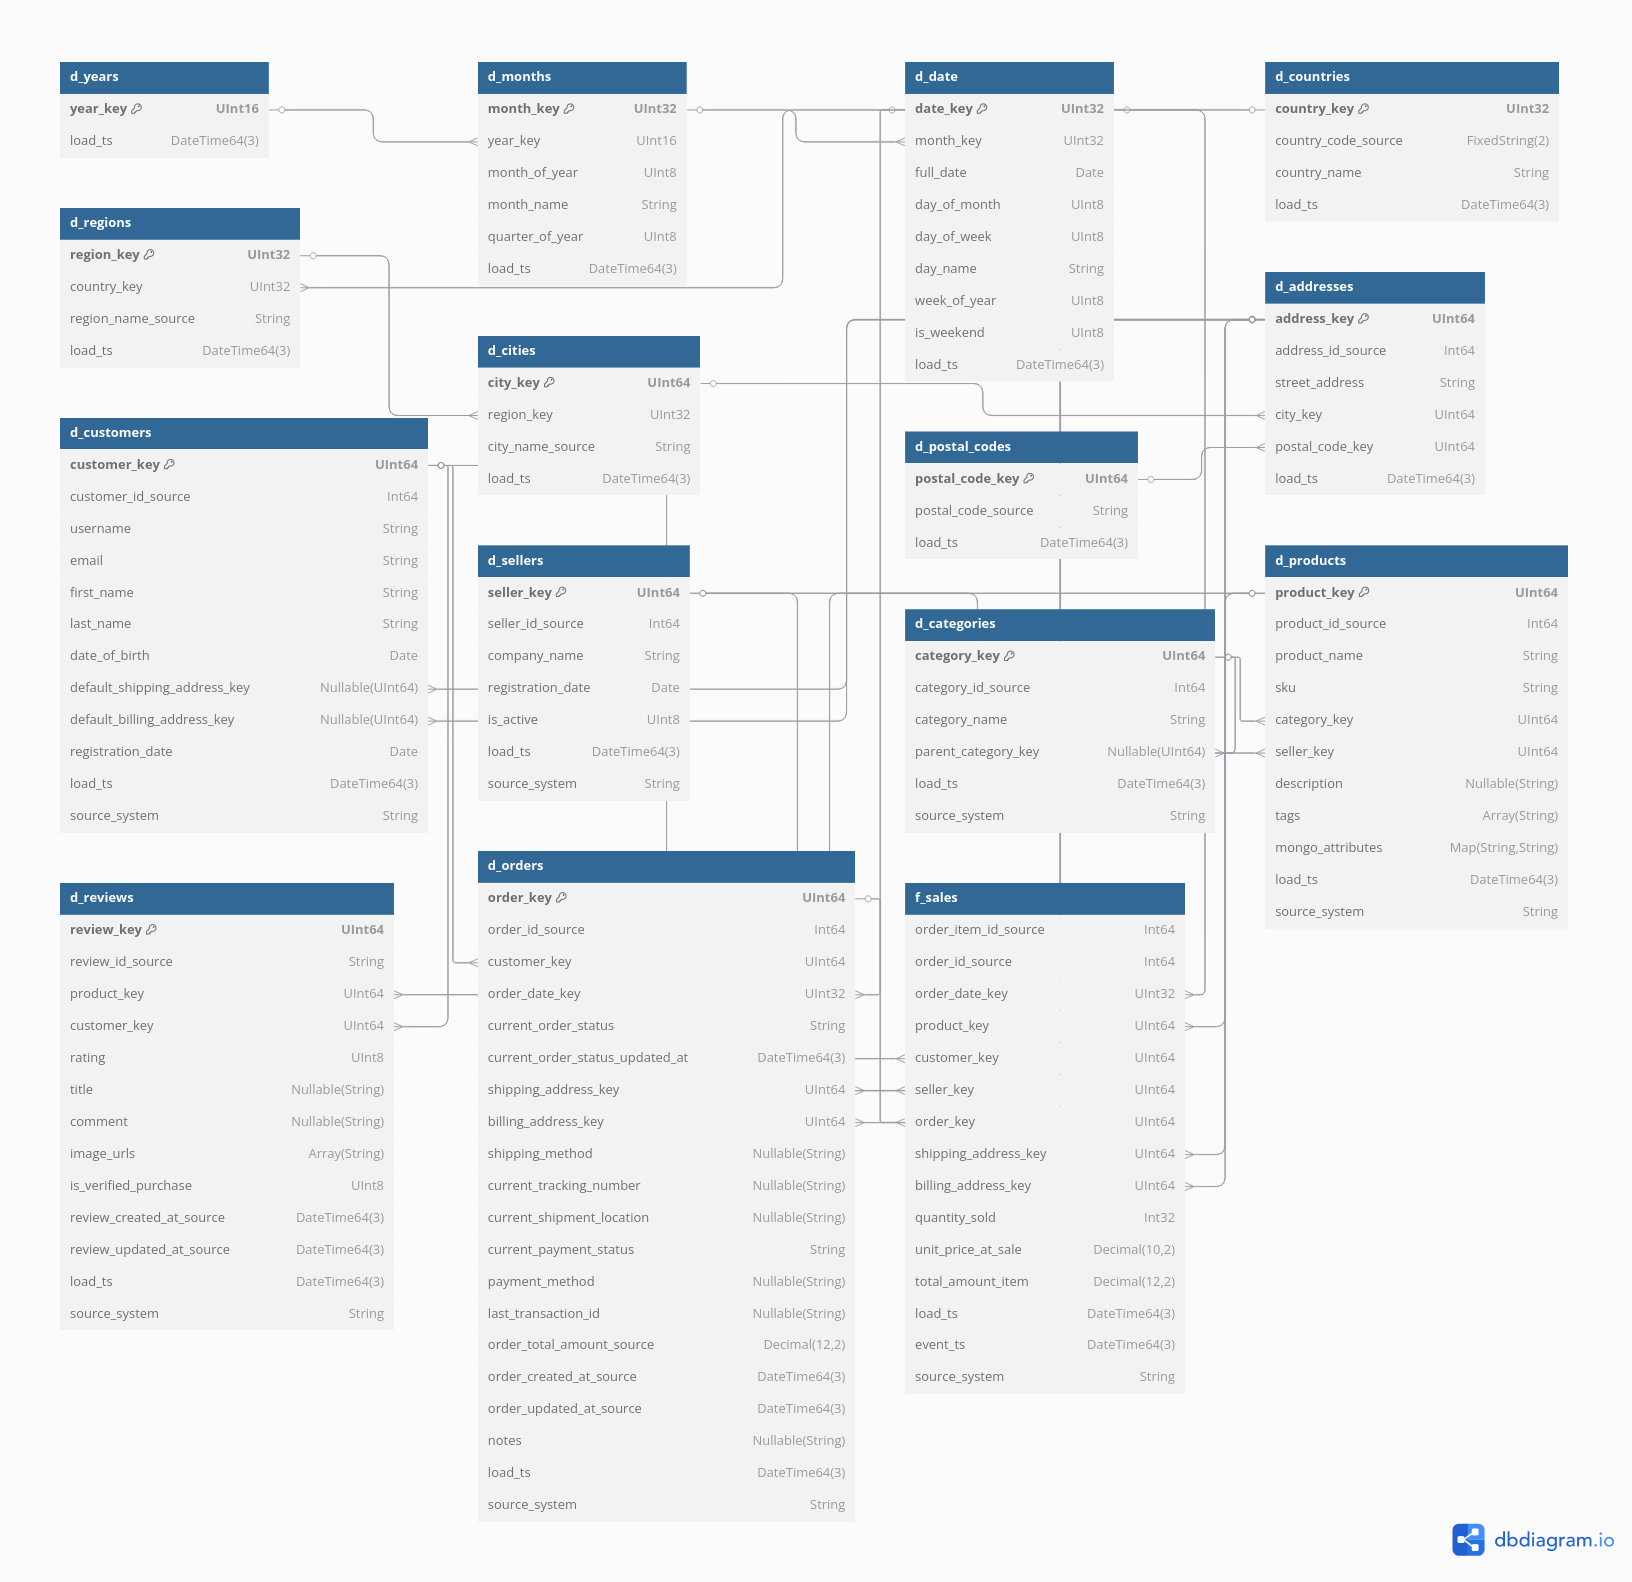 d_years
year_key UInt16
load_ts DateTime64(3)
d_months
month_key UInt32
year_key UInt16
month_of_year UInt8
month_name String
quarter_of_year UInt8
load_ts DateTime64(3)
d_date
date_key UInt32
month_key UInt32
full_date Date
day_of_month UInt8
day_of_week UInt8
day_name String
week_of_year UInt8
is_weekend UInt8
load_ts DateTime64(3)
d_countries
country_key UInt32
country_code_source FixedString(2)
country_name String
load_ts DateTime64(3)
d_regions
region_key UInt32
country_key UInt32
region_name_source String
load_ts DateTime64(3)
d_cities
city_key UInt64
region_key UInt32
city_name_source String
load_ts DateTime64(3)
d_addresses
address_key UInt64
address_id_source Int64
street_address String
city_key UInt64
postal_code_key UInt64
load_ts DateTime64(3)
d_customers
customer_key UInt64
customer_id_source Int64
username String
email String
first_name String
last_name String
date_of_birth Date
default_shipping_address_key Nullable(UInt64)
default_billing_address_key Nullable(UInt64)
registration_date Date
load_ts DateTime64(3)
source_system String
d_postal_codes
postal_code_key UInt64
postal_code_source String
load_ts DateTime64(3)
d_sellers
seller_key UInt64
seller_id_source Int64
company_name String
registration_date Date
is_active UInt8
load_ts DateTime64(3)
source_system String
d_categories
category_key UInt64
category_id_source Int64
category_name String
parent_category_key Nullable(UInt64)
load_ts DateTime64(3)
source_system String
d_products
product_key UInt64
product_id_source Int64
product_name String
sku String
category_key UInt64
seller_key UInt64
description Nullable(String)
tags Array(String)
mongo_attributes Map(String,String)
load_ts DateTime64(3)
source_system String
d_reviews
review_key UInt64
review_id_source String
product_key UInt64
customer_key UInt64
rating UInt8
title Nullable(String)
comment Nullable(String)
image_urls Array(String)
is_verified_purchase UInt8
review_created_at_source DateTime64(3)
review_updated_at_source DateTime64(3)
load_ts DateTime64(3)
source_system String
d_orders
order_key UInt64
order_id_source Int64
customer_key UInt64
order_date_key UInt32
current_order_status String
current_order_status_updated_at DateTime64(3)
shipping_address_key UInt64
billing_address_key UInt64
shipping_method Nullable(String)
current_tracking_number Nullable(String)
current_shipment_location Nullable(String)
current_payment_status String
payment_method Nullable(String)
last_transaction_id Nullable(String)
order_total_amount_source Decimal(12,2)
order_created_at_source DateTime64(3)
order_updated_at_source DateTime64(3)
notes Nullable(String)
load_ts DateTime64(3)
source_system String
f_sales
order_item_id_source Int64
order_id_source Int64
order_date_key UInt32
product_key UInt64
customer_key UInt64
seller_key UInt64
order_key UInt64
shipping_address_key UInt64
billing_address_key UInt64
quantity_sold Int32
unit_price_at_sale Decimal(10,2)
total_amount_item Decimal(12,2)
load_ts DateTime64(3)
event_ts DateTime64(3)
source_system String
dbdiagram.io